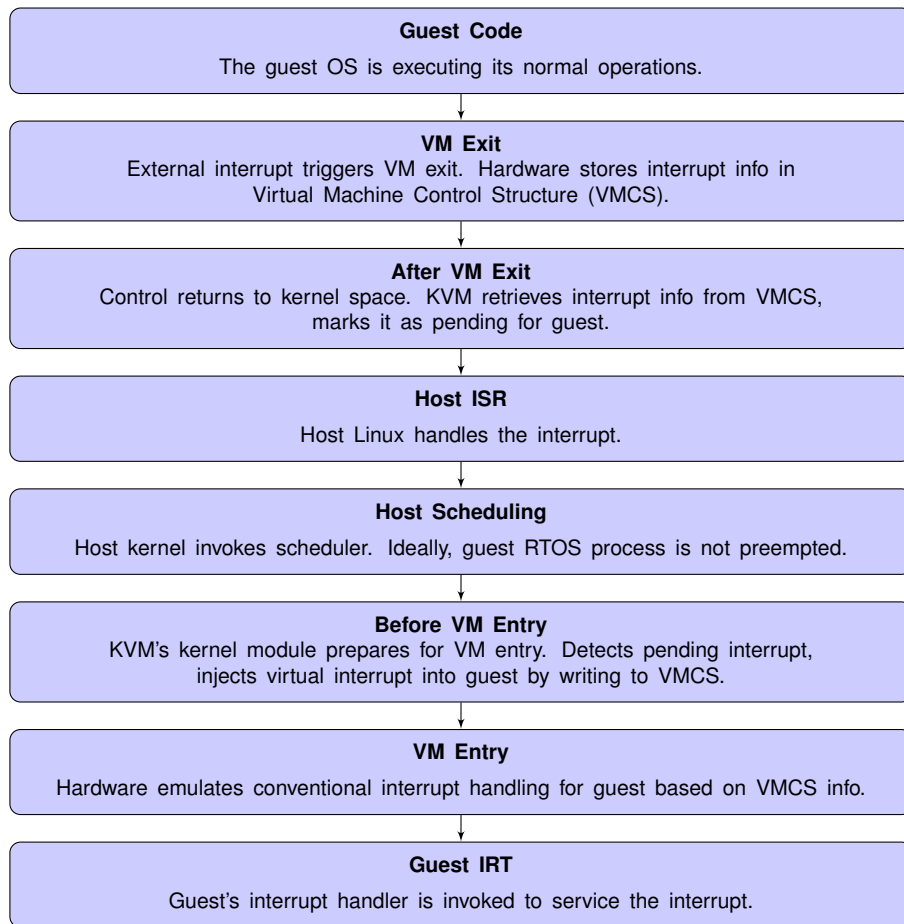 Guest Code
The guest OS is executing its normal operations.
VM Exit
External interrupt triggers VM exit. Hardware stores interrupt info in
Virtual Machine Control Structure (VMCS).
After VM Exit
Control returns to kernel space. KVM retrieves interrupt info from VMCS,
marks it as pending for guest.
Host ISR
Host Linux handles the interrupt.
Host Scheduling
Host kernel invokes scheduler. Ideally, guest RTOS process is not preempted.
Before VM Entry
KVM's kernel module prepares for VM entry. Detects pending interrupt,
injects virtual interrupt into guest by writing to VMCS.
VM Entry
Hardware emulates conventional interrupt handling for guest based on VMCS info.
Guest IRT
Guest's interrupt handler is invoked to service the interrupt.